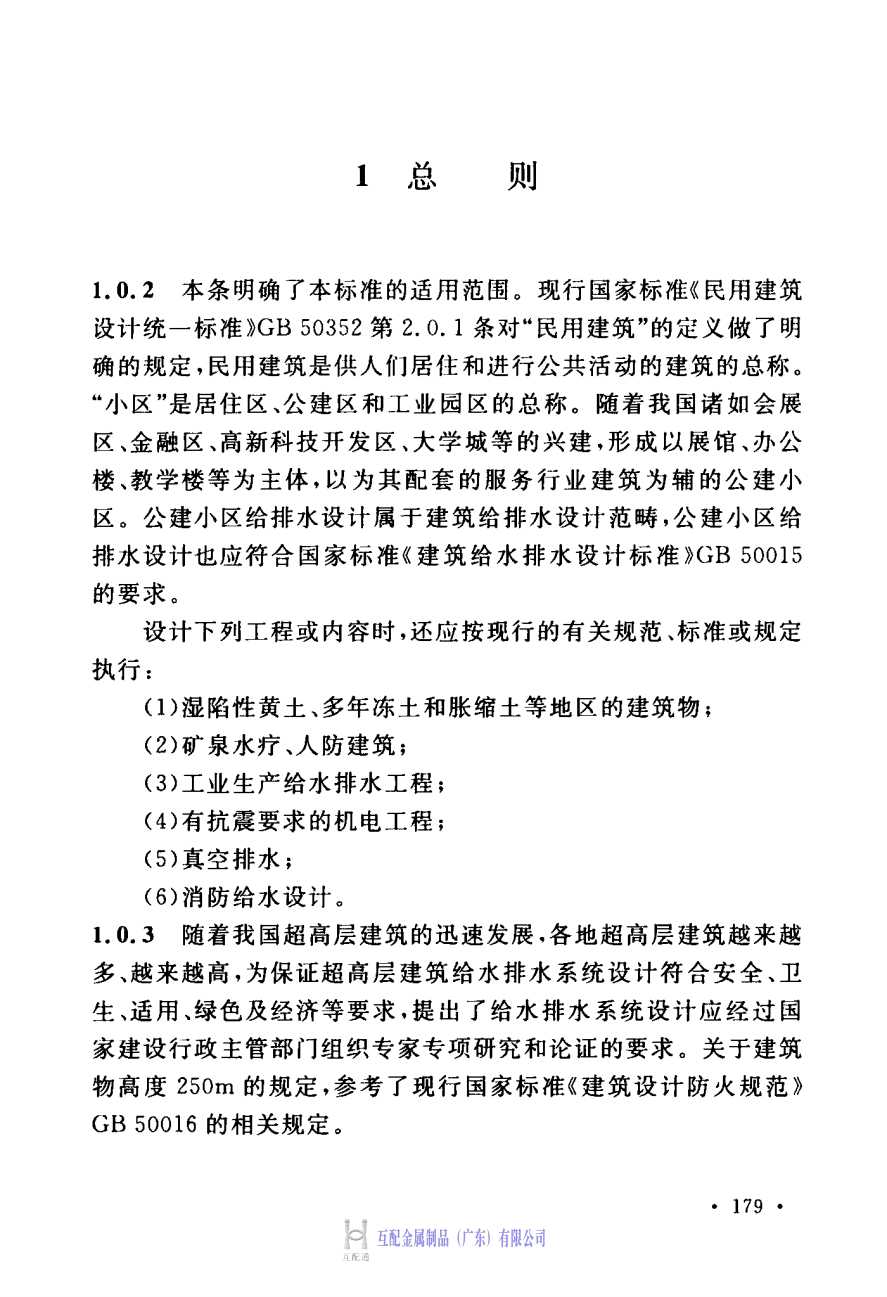 1 总 则
1.0.2 本条明确了本标准的适用范围。现行国家标准《民用建筑
设计统一标准》GB 50352 第 2.0.1 条对“民用建筑”的定义做了明
确的规定，民用建筑是供人们居住和进行公共活动的建筑的总称。
“小区”是居住区、公建区和工业园区的总称。随着我国诸如会展
区、金融区、高新科技开发区、大学城等的兴建，形成以展馆、办公
楼、教学楼等为主体，以为其配套的服务行业建筑为辅的公建小
区。公建小区给排水设计属于建筑给排水设计范畴，公建小区给
排水设计也应符合国家标准《建筑给水排水设计标准》GB 50015
的要求。
设计下列工程或内容时，还应按现行的有关规范、标准或规定
执行：
(1)湿陷性黄土、多年冻土和胀缩土等地区的建筑物；
(2)矿泉水疗、人防建筑；
(3)工业生产给水排水工程；
(4)有抗震要求的机电工程；
(5)真空排水；
(6)消防给水设计。
1.0.3 随着我国超高层建筑的迅速发展，各地超高层建筑越来越
多、越来越高，为保证超高层建筑给水排水系统设计符合安全、卫
生、适用、绿色及经济等要求，提出了给水排水系统设计应经过国
家建设行政主管部门组织专家专项研究和论证的要求。关于建筑
物高度 250m 的规定，参考了现行国家标准《建筑设计防火规范》
GB 50016 的相关规定。
· 179 ·
互配通
互配金属制品（广东）有限公司